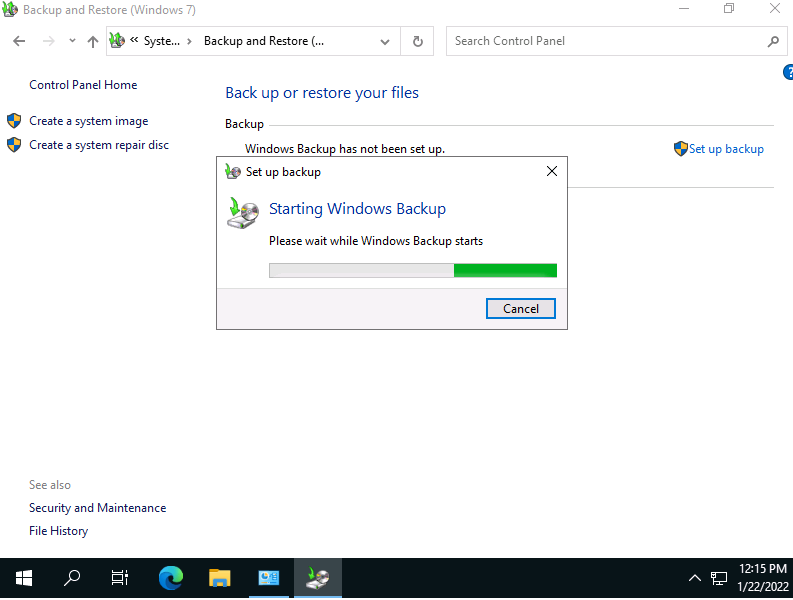 Backup and Restore (Windows 7)
« Syste... › Backup and Restore (...
Search Control Panel
?
Control Panel Home
Create a system image
Create a system repair disc
Back up or restore your files
Backup
Windows Backup has not been set up.
Set up backup
Set up backup
Starting Windows Backup
Please wait while Windows Backup starts
Cancel
See also
Security and Maintenance
File History
12:15 PM
1/22/2022